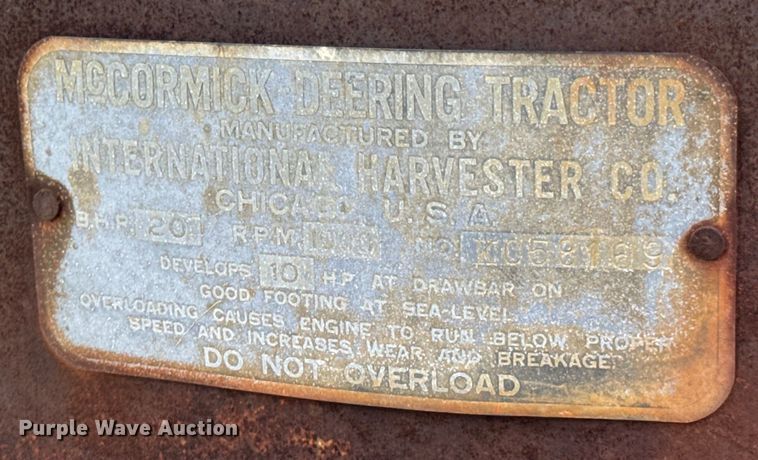 McCORMICK-DEERING TRACTOR
MANUFACTURED BY
INTERNATIONAL HARVESTER CO.
CHICAGO U.S.A.
B.H.P. 20 R.P.M. NO.
DEVELOPS 10 H.P. AT DRAWBAR ON
GOOD FOOTING AT SEA-LEVEL
OVERLOADING CAUSES ENGINE TO RUN BELOW PROPER
SPEED AND INCREASES WEAR AND BREAKAGE.
DO NOT OVERLOAD
Purple Wave Auction